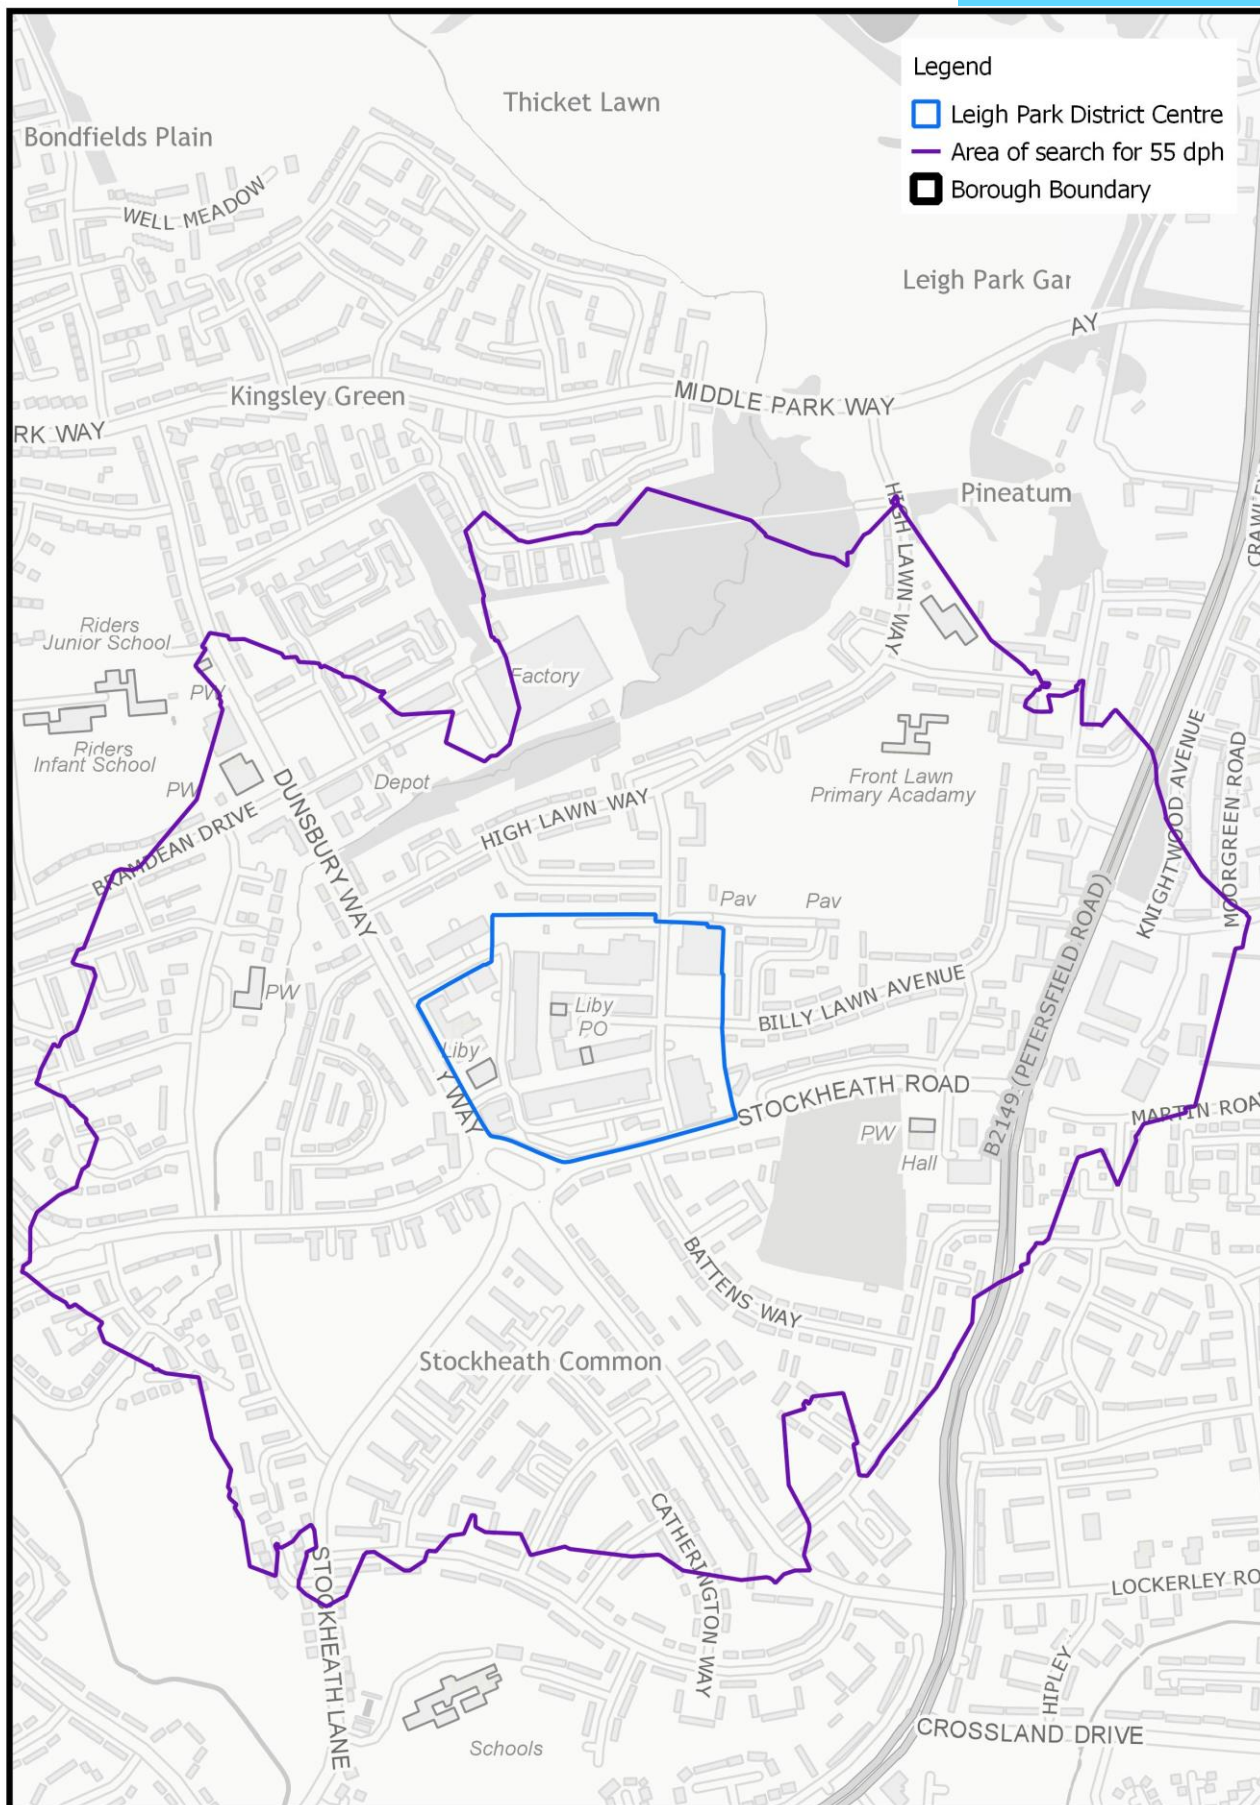 Legend
Leigh Park District Centre
Area of search for 55 dph
Borough Boundary
Thicket Lawn
Bondfields Plain
WELL MEADOW
Leigh Park Gar
AY
Kingsley Green
MIDDLE PARK WAY
RK WAY
HIGH LAWN WAY
Pineatum
CRAWLEY
Riders
Junior School
PW
Factory
Riders
Infant School
PW
Depot
DUNSBURY WAY
BRAMDEAN DRIVE
HIGH LAWN WAY
Front Lawn
Primary Acadamy
KNIGHTWOOD AVENUE
MOORGREEN ROAD
Pav
Pav
PW
Liby
PO
Liby
Y WAY
BILLY LAWN AVENUE
STOCKHEATH ROAD
B2149 (PETERSFIELD ROAD)
MARTIN ROA
PW
Hall
BATTENS WAY
Stockheath Common
CATHERINGTON WAY
STOCKHEATH LANE
LOCKERLEY RO
HIPLEY
CROSSLAND DRIVE
Schools